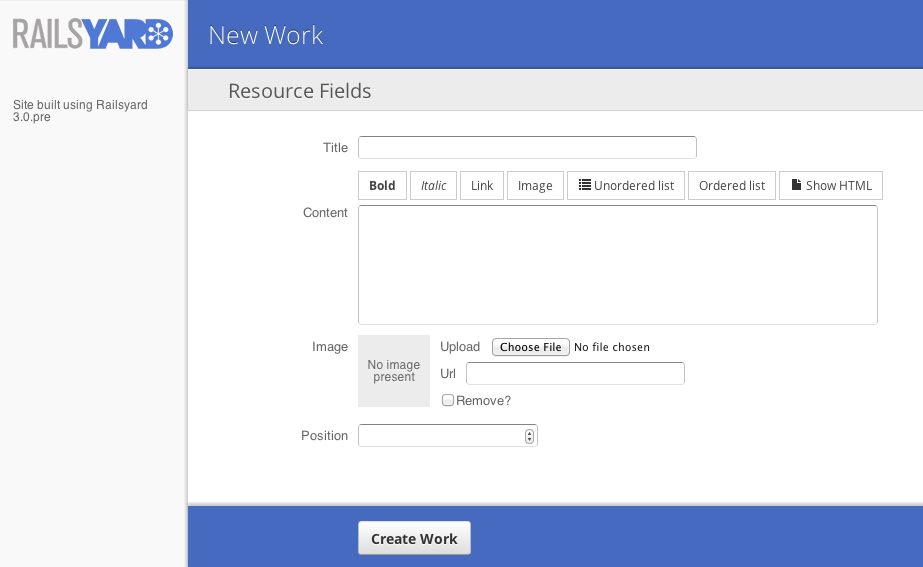 RAILSYARD
Site built using Railsyard
3.0.pre
New Work
Resource Fields
Title
Bold Italic Link Image Unordered list Ordered list Show HTML
Content
Image
No image
present
Upload Choose File No file chosen
Url
Remove?
Position
Create Work